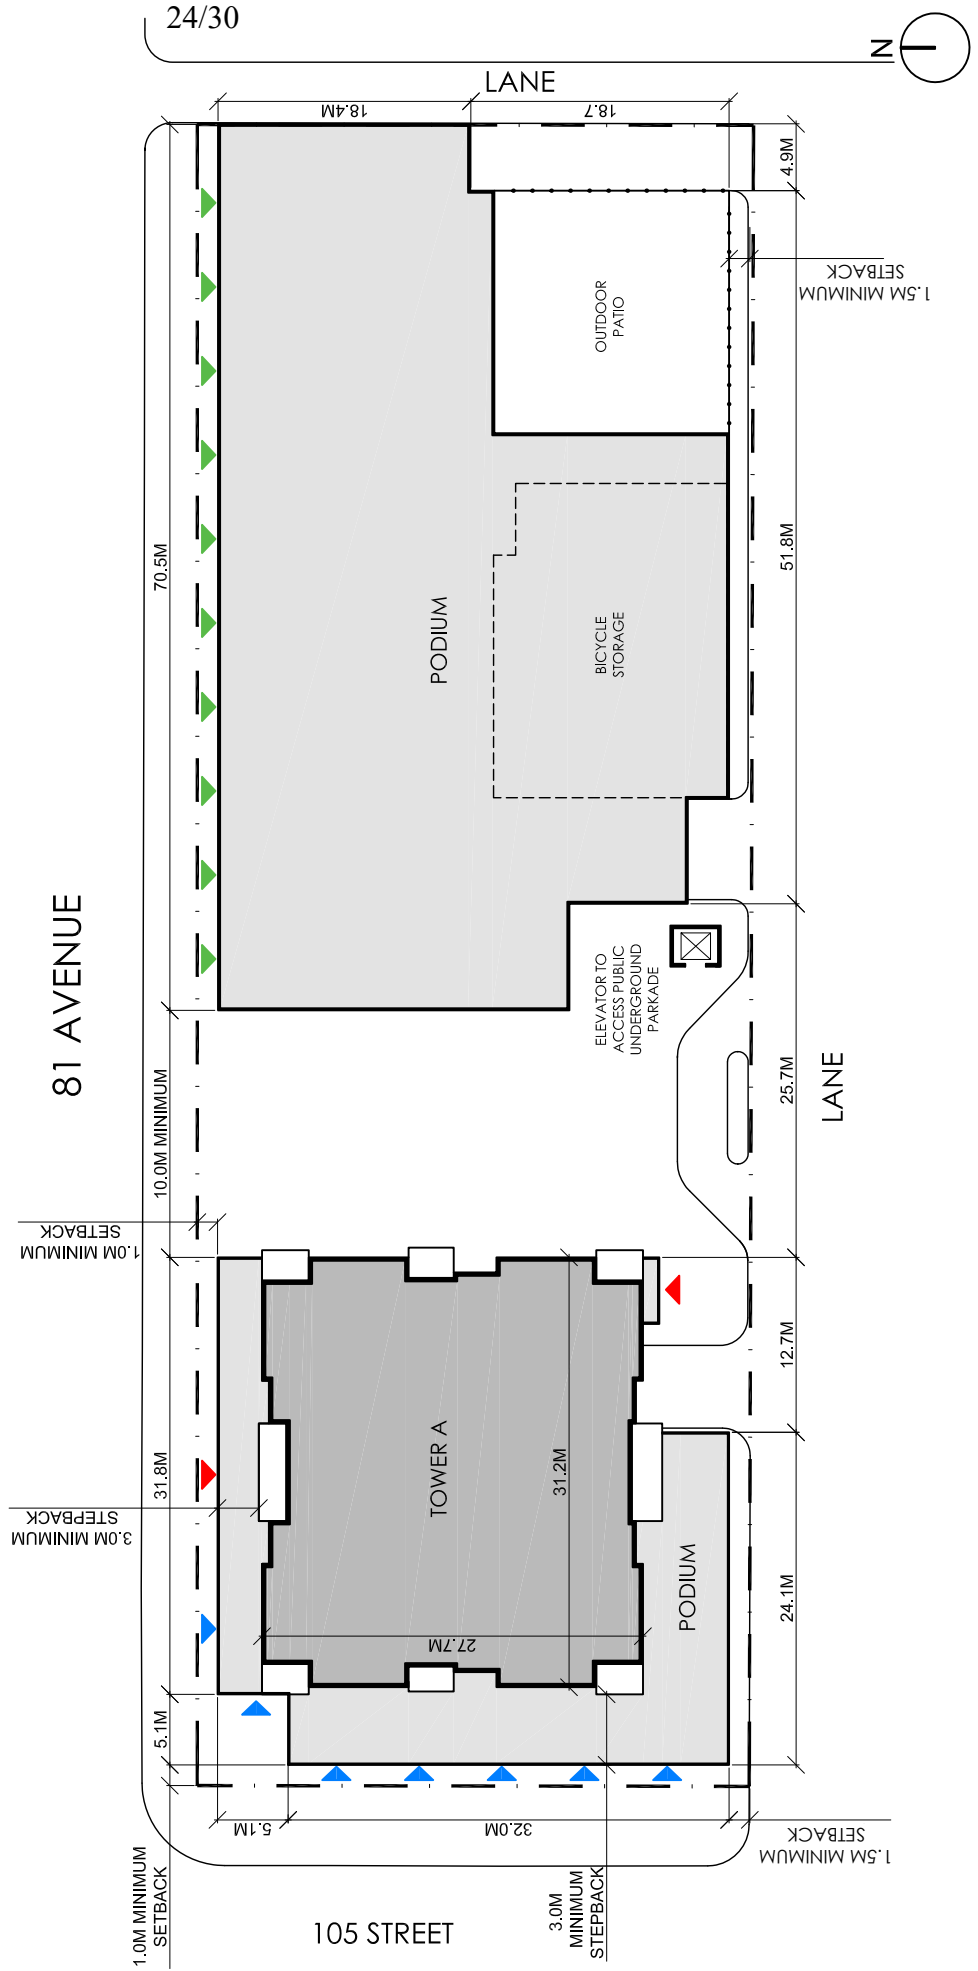 24/30
N
LANE
18.4M
18.7
4.9M
1.5M MINIMUM
SETBACK
OUTDOOR
PATIO
70.5M
51.8M
PODIUM
BICYCLE
STORAGE
81 AVENUE
ELEVATOR TO
ACCESS PUBLIC
UNDERGROUND
PARKADE
10.0M MINIMUM
25.7M
LANE
1.0M MINIMUM
SETBACK
12.7M
31.8M
TOWER A
31.2M
3.0M MINIMUM
STEPBACK
PODIUM
27.7M
24.1M
5.1M
5.1M
32.0M
1.5M MINIMUM
SETBACK
1.0M MINIMUM
SETBACK
3.0M
MINIMUM
STEPBACK
105 STREET